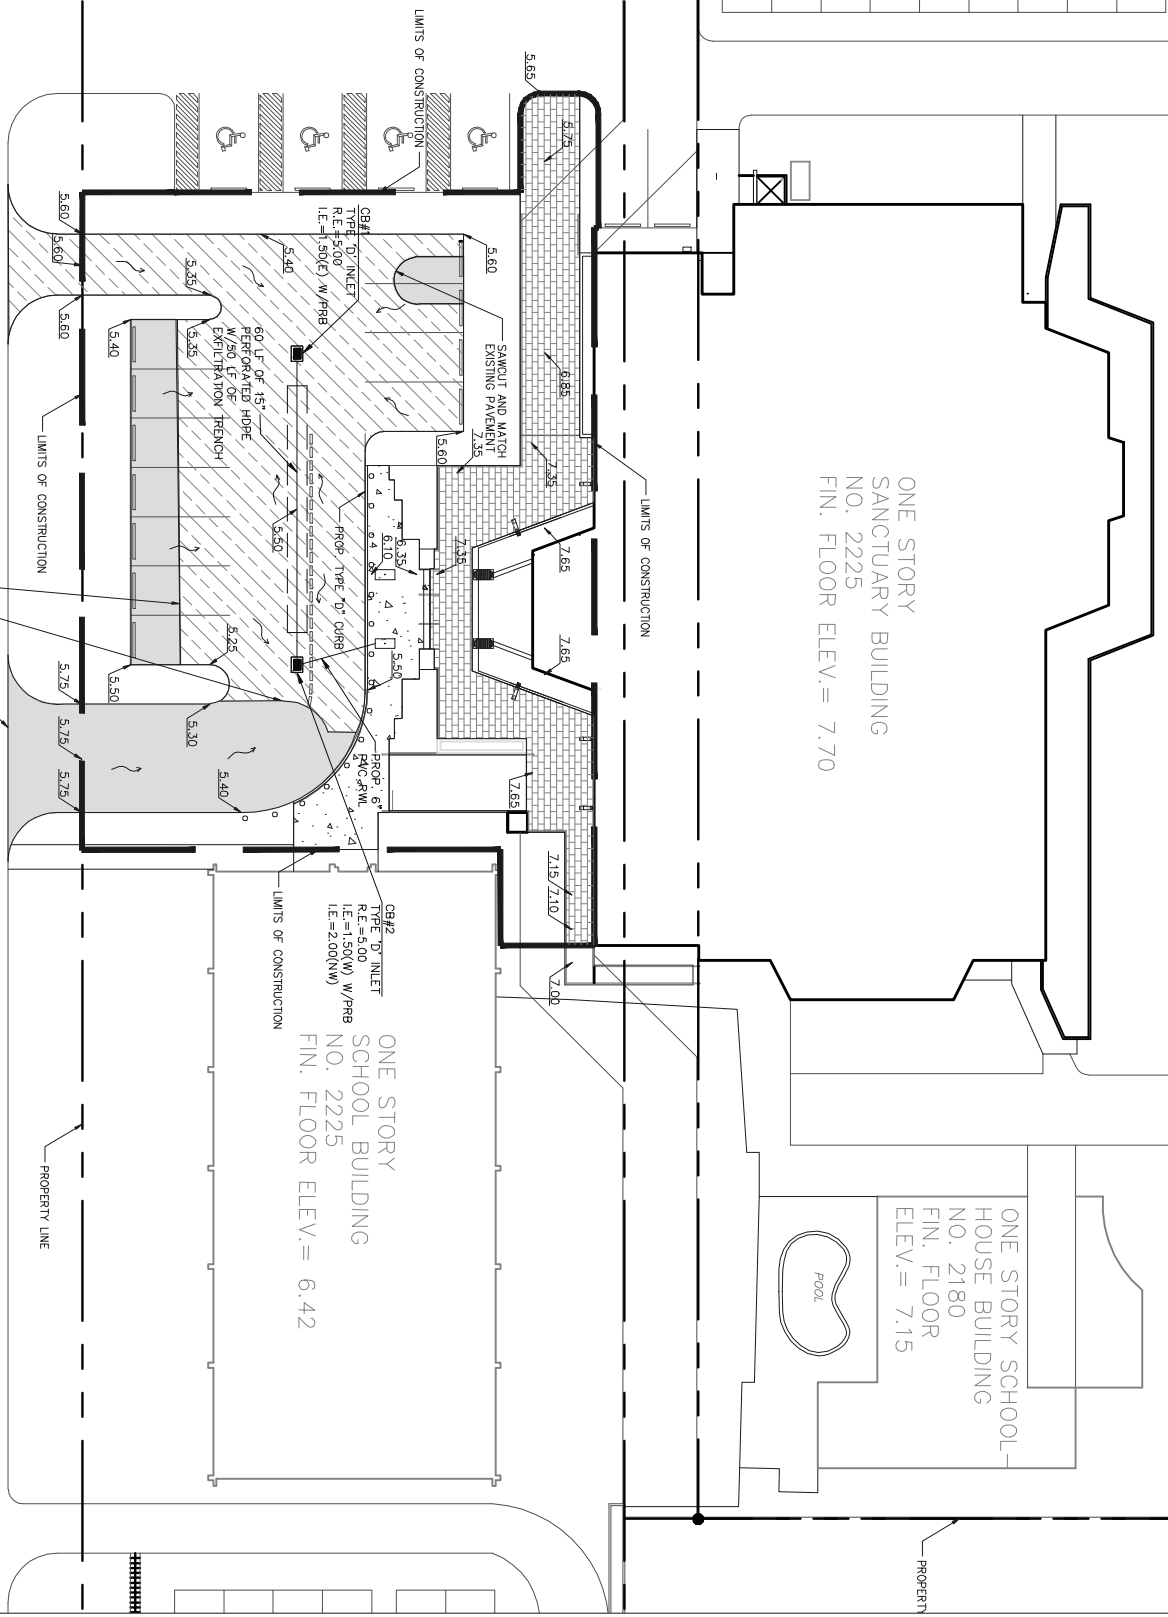 LIMITS OF CONSTRUCTION
5.65
5.75
5.60
5.60
5.60
5.40
5.35
5.35
5.40
5.60
CB#1
TYPE 'D' INLET
R.E.=5.00
I.E.=1.50(E) W/PRB
60 LF OF 15"
PERFORATED HDPE
W/50 LF OF
EXFILTRATION TRENCH
SAWCUT AND MATCH
EXISTING PAVEMENT
6.85
7.35
7.35
5.60
LIMITS OF CONSTRUCTION
LIMITS OF CONSTRUCTION
ONE STORY
SANCTUARY BUILDING
NO. 2225
FIN. FLOOR ELEV.= 7.70
7.65
7.35
6.35
6.10
PROP. TYPE "D" CURB
5.50
5.50
7.65
5.25
5.50
5.30
5.75
5.75
5.75
5.40
PROP. 6"
PVC RWL
7.65
7.15
7.10
7.00
LIMITS OF CONSTRUCTION
CB#2
TYPE 'D' INLET
R.E.=5.00
I.E.=1.50(W) W/PRB
I.E.=2.00(NW)
ONE STORY
SCHOOL BUILDING
NO. 2225
FIN. FLOOR ELEV.= 6.42
PROPERTY LINE
ONE STORY SCHOOL-
HOUSE BUILDING
NO. 2180
FIN. FLOOR
ELEV.= 7.15
POOL
PROPERTY